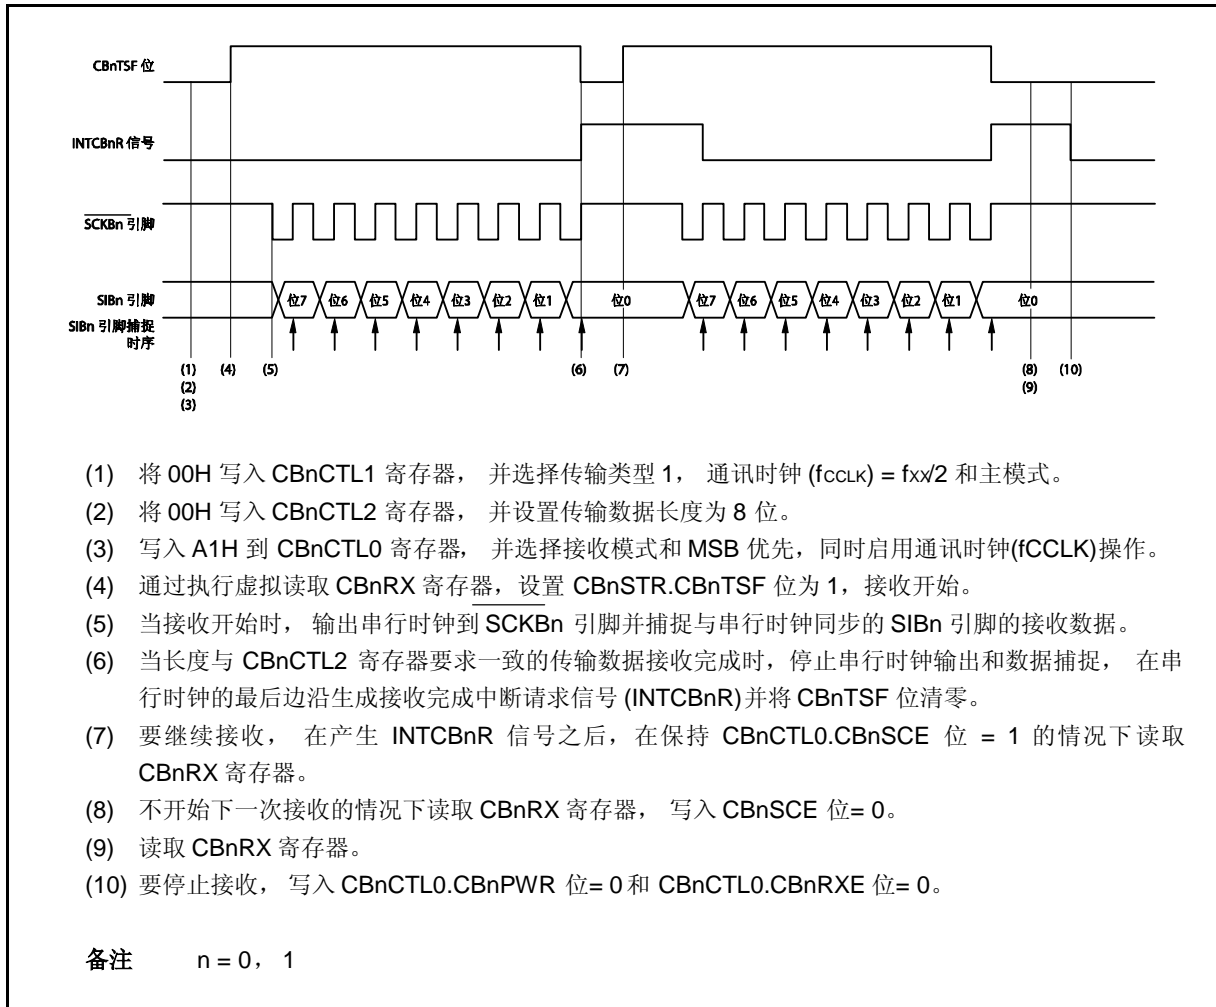 CBnTSF 位
INTCBnR 信号
SCKBn 引脚
SIBn 引脚
位7 位6 位5 位4 位3 位2 位1 位0 位7 位6 位5 位4 位3 位2 位1 位0
SIBn 引脚捕捉
时序
(1) (4) (5) (6) (7) (8) (10)
(2) (9)
(3)
(1) 将 00H 写入 CBnCTL1 寄存器， 并选择传输类型 1， 通讯时钟 (fCCLK) = fXX/2 和主模式。
(2) 将 00H 写入 CBnCTL2 寄存器， 并设置传输数据长度为 8 位。
(3) 写入 A1H 到 CBnCTL0 寄存器， 并选择接收模式和 MSB 优先，同时启用通讯时钟(fCCLK)操作。
(4) 通过执行虚拟读取 CBnRX 寄存器，设置 CBnSTR.CBnTSF 位为 1，接收开始。
(5) 当接收开始时， 输出串行时钟到 SCKBn 引脚并捕捉与串行时钟同步的 SIBn 引脚的接收数据。
(6) 当长度与 CBnCTL2 寄存器要求一致的传输数据接收完成时，停止串行时钟输出和数据捕捉， 在串
行时钟的最后边沿生成接收完成中断请求信号 (INTCBnR)并将 CBnTSF 位清零。
(7) 要继续接收， 在产生 INTCBnR 信号之后，在保持 CBnCTL0.CBnSCE 位 = 1 的情况下读取
CBnRX 寄存器。
(8) 不开始下一次接收的情况下读取 CBnRX 寄存器， 写入 CBnSCE 位= 0。
(9) 读取 CBnRX 寄存器。
(10) 要停止接收， 写入 CBnCTL0.CBnPWR 位= 0 和 CBnCTL0.CBnRXE 位= 0。
备注 n = 0， 1